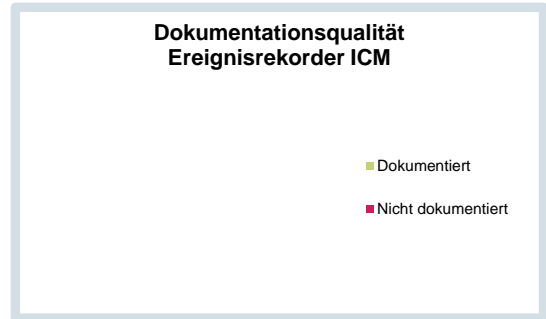 Dokumentationsqualität
Ereignisrekorder ICM
Dokumentiert
Nicht dokumentiert